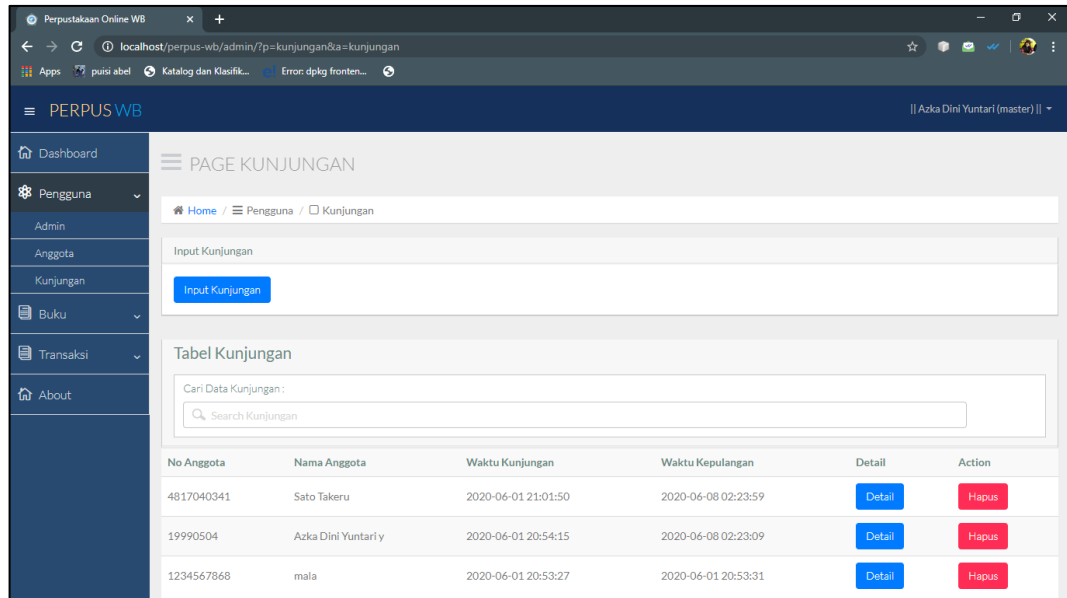 Perpustakaan Online WB
localhost/perpus-wb/admin/?p=kunjungan&a=kunjungan
Apps puisi abel Katalog dan Klasifik... Error: dpkg fronten...
PERPUS WB || Azka Dini Yuntari (master) ||
Dashboard
Pengguna
Admin
Anggota
Kunjungan
Buku
Transaksi
About
PAGE KUNJUNGAN
Home / Pengguna / Kunjungan
Input Kunjungan
Input Kunjungan
Tabel Kunjungan
Cari Data Kunjungan :
Search Kunjungan
No Anggota Nama Anggota Waktu Kunjungan Waktu Kepulangan Detail Action
4817040341 Sato Takeru 2020-06-01 21:01:50 2020-06-08 02:23:59 Detail Hapus
19990504 Azka Dini Yuntari y 2020-06-01 20:54:15 2020-06-08 02:23:09 Detail Hapus
1234567868 mala 2020-06-01 20:53:27 2020-06-01 20:53:31 Detail Hapus